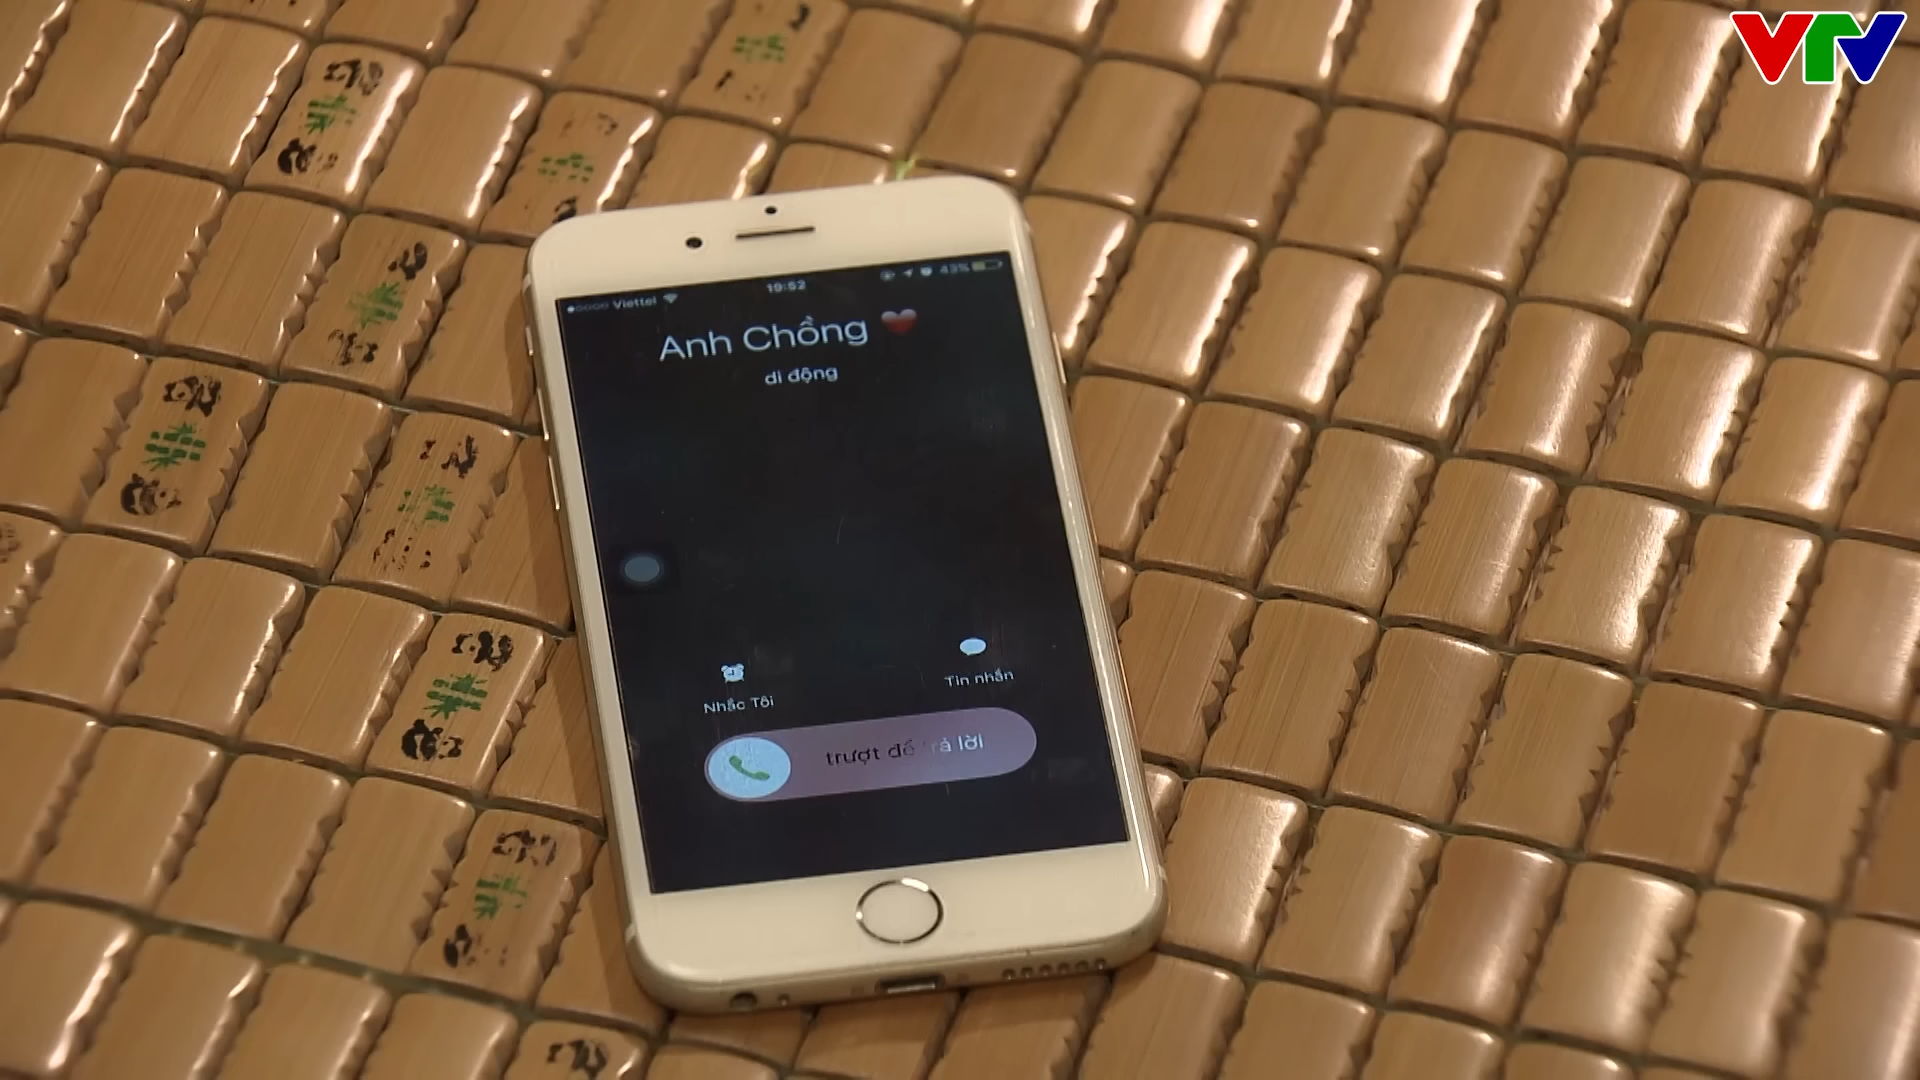 VTV
Viettel 19:52 43%
Anh Chồng ❤️
di động
Nhắc Tôi
Tin nhắn
trượt để trả lời